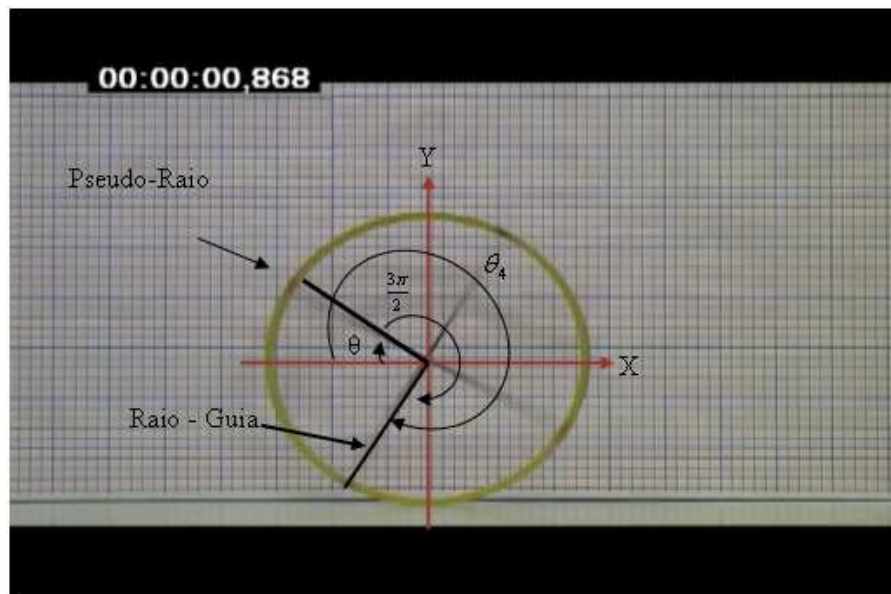 00:00:00,868
Y
Pseudo-Raio
θ₄
3π
2
θ
X
Raio - Guia